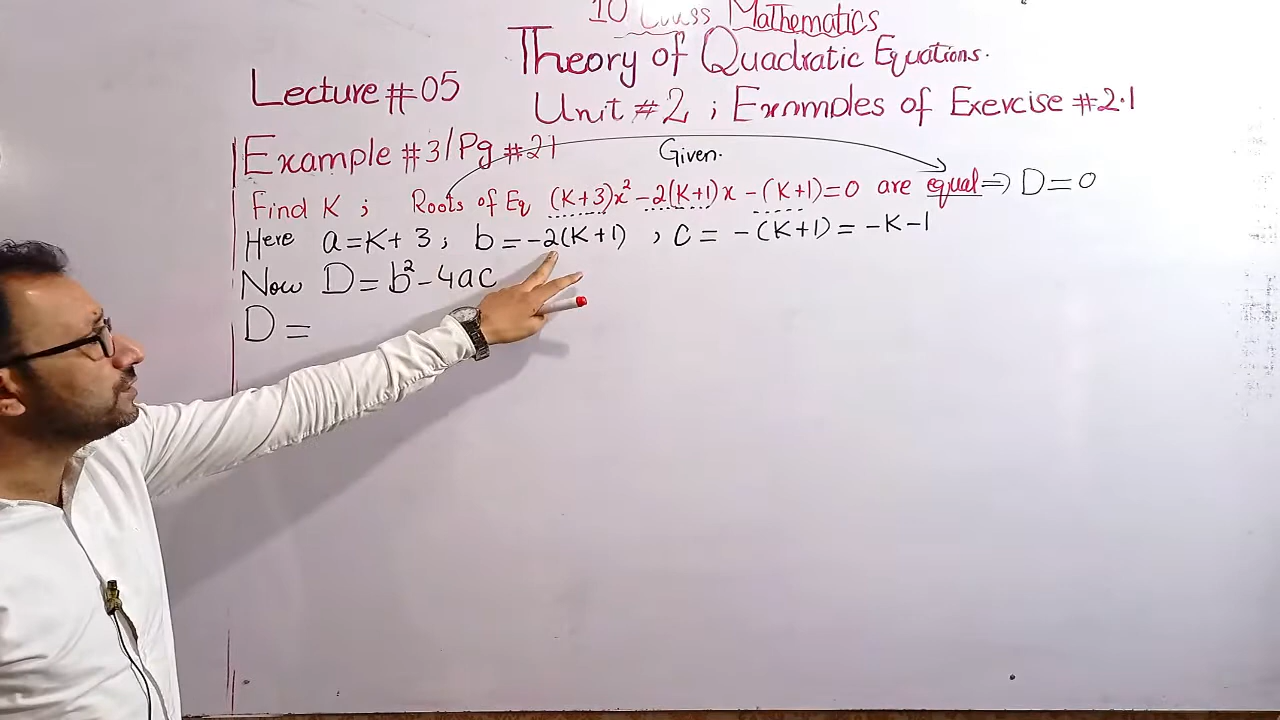 10 Class Mathematics
Theory of Quadratic Equations.
Lecture #05
Unit #2 ; Examples of Exercise #2.1
Example #3/Pg #21
Given.
Find K ; Roots of Eq (K+3)x² -2(K+1)x -(K+1)=0 are equal ⇒ D=0
Here a=K+3 ; b=-2(K+1) , c = -(K+1) = -K-1
Now D=b²-4ac
D=